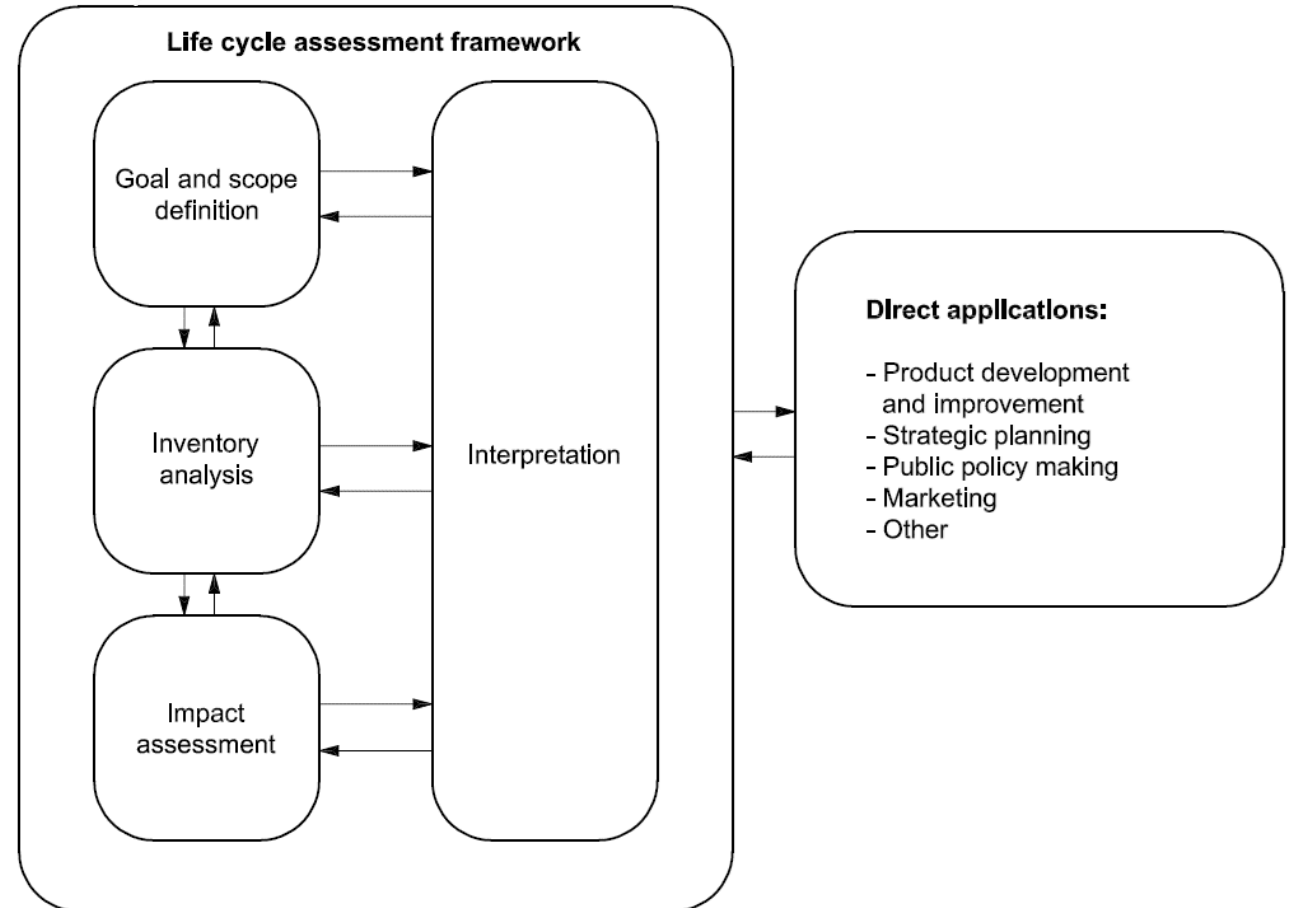 Life cycle assessment framework
Goal and scope
definition
Inventory
analysis
Impact
assessment
Interpretation
Direct applications:
- Product development
and improvement
- Strategic planning
- Public policy making
- Marketing
- Other